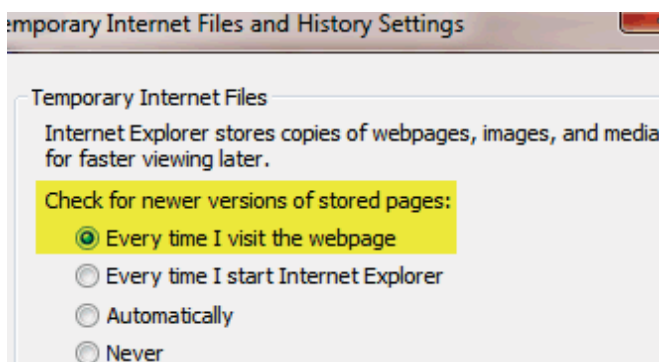 emporary Internet Files and History Settings
Temporary Internet Files
Internet Explorer stores copies of webpages, images, and media
for faster viewing later.
Check for newer versions of stored pages:
Every time I visit the webpage
Every time I start Internet Explorer
Automatically
Never